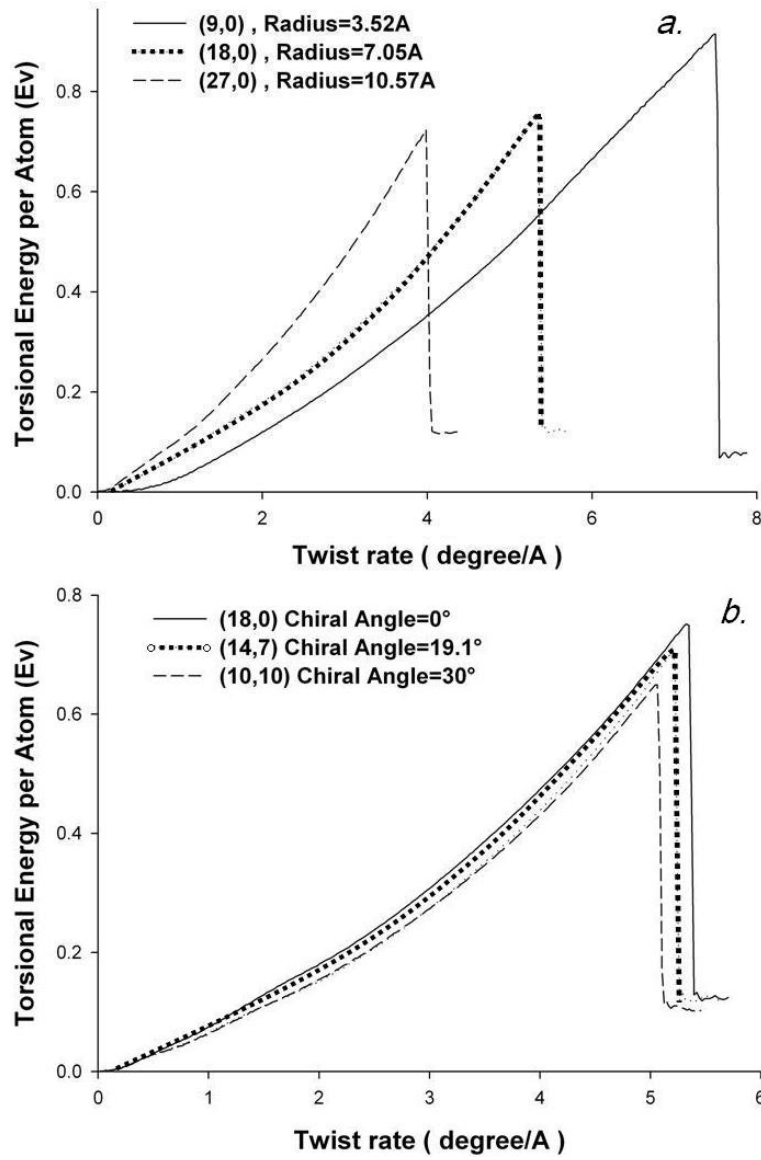 (9,0) , Radius=3.52A
a.
(18,0) , Radius=7.05A
(27,0) , Radius=10.57A
Torsional Energy per Atom (Ev)
0.8
0.6
0.4
0.2
0.0
0 2 4 6 8
Twist rate ( degree/A )
0.8
b.
(18,0) Chiral Angle=0°
(14,7) Chiral Angle=19.1°
(10,10) Chiral Angle=30°
Torsional Energy per Atom (Ev)
0.6
0.4
0.2
0.0
0 1 2 3 4 5 6
Twist rate ( degree/A )